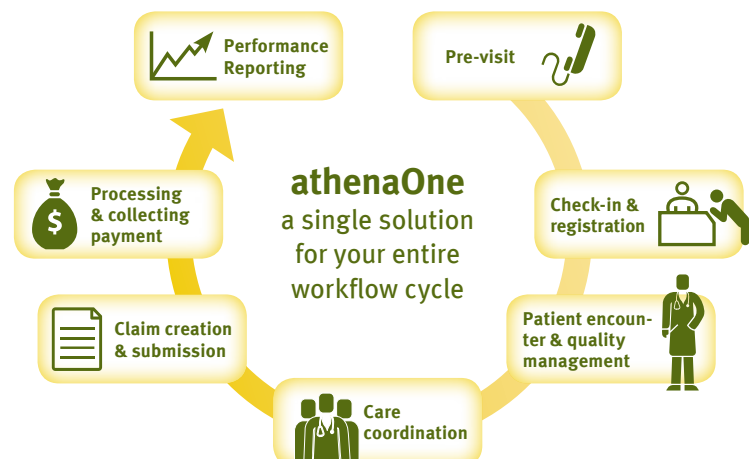 Performance
Reporting
Pre-visit
athenaOne
a single solution
for your entire
workflow cycle
Processing
& collecting
payment
$
Check-in &
registration
Claim creation
& submission
Patient encoun-
ter & quality
management
Care
coordination